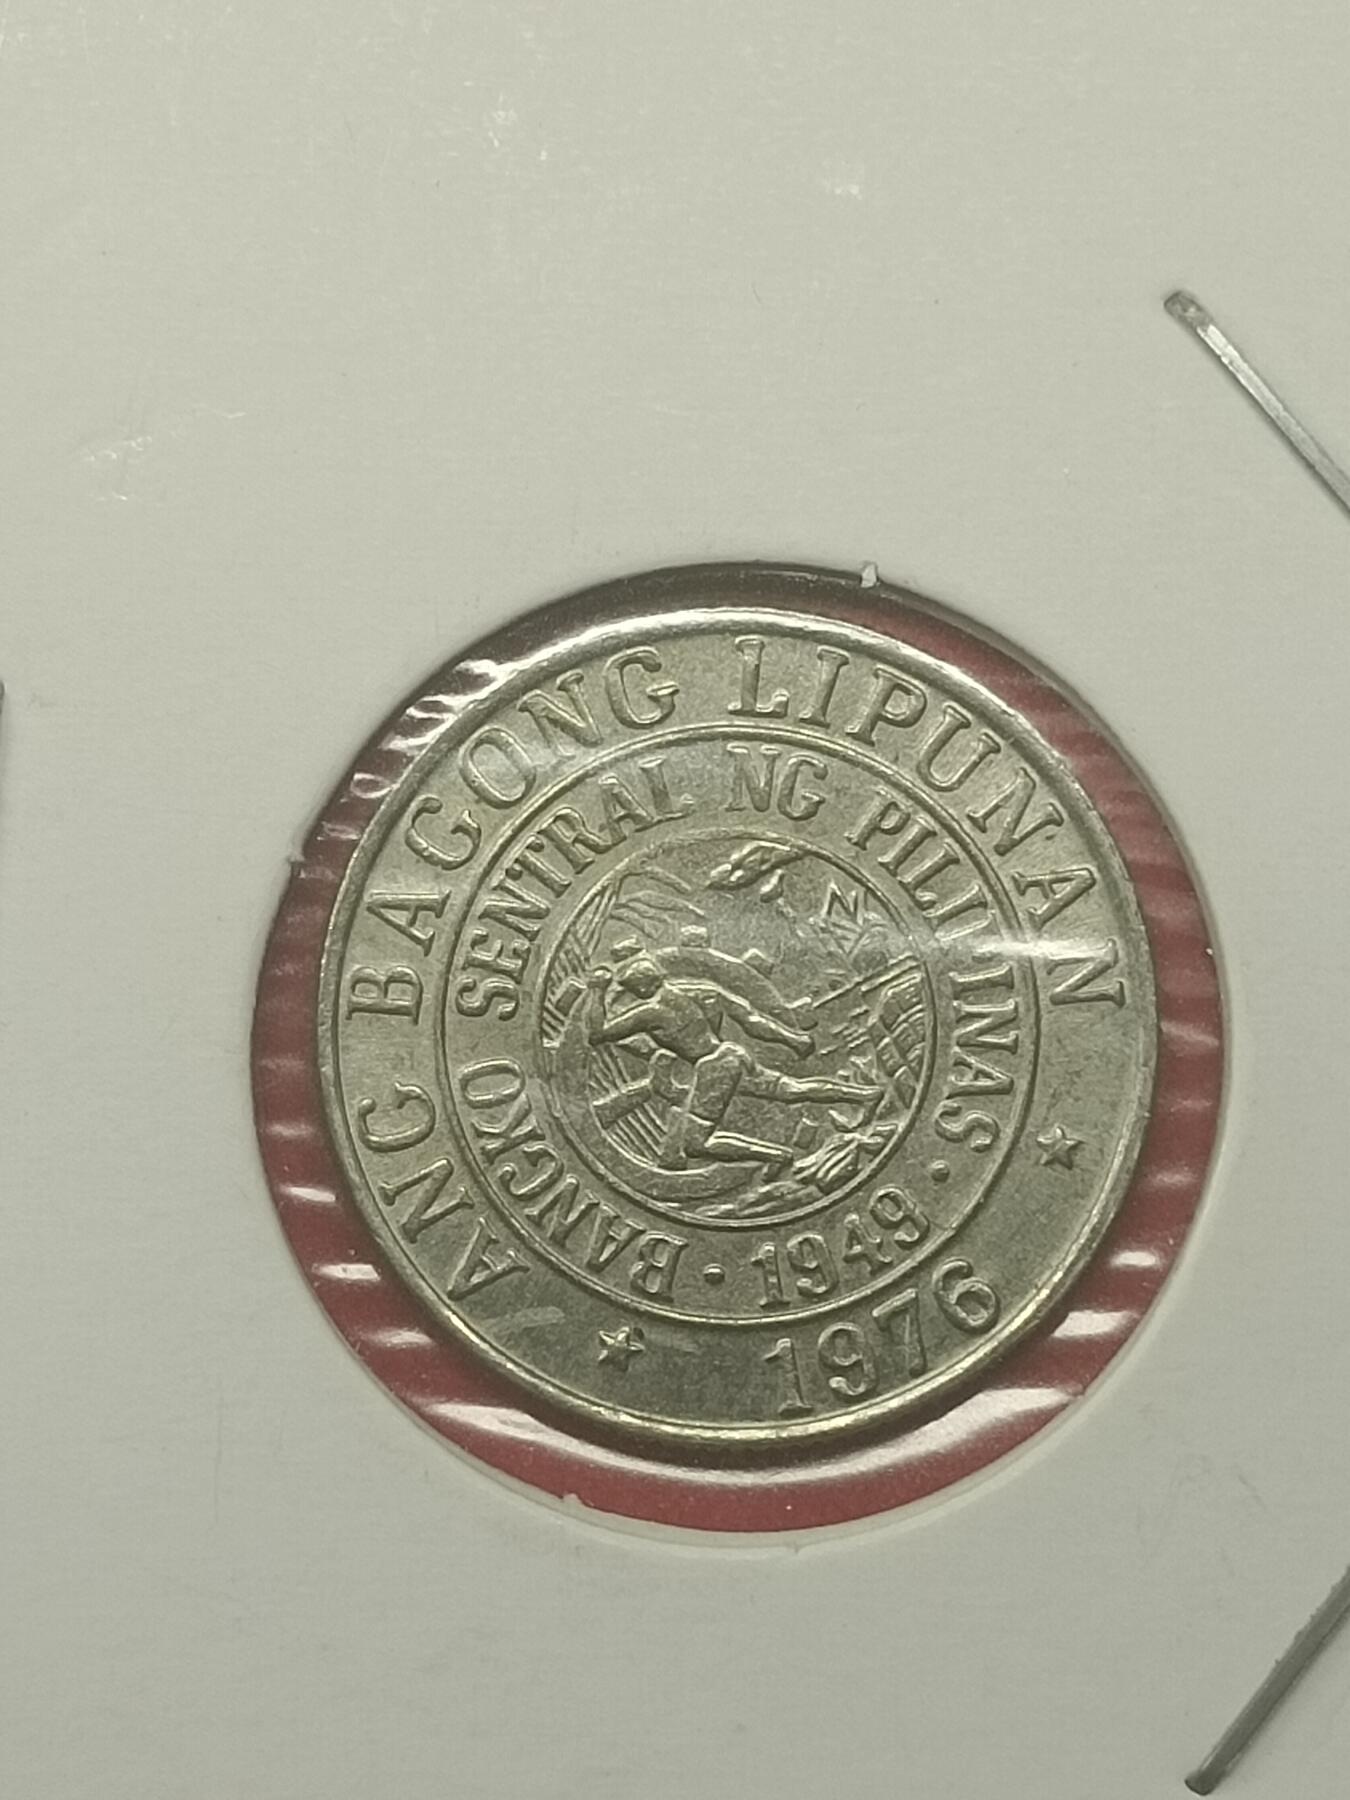 ANG BAGONG LIPUNAN
1976
BANGKO SENTRAL NG PILIPINAS · 1949 ·